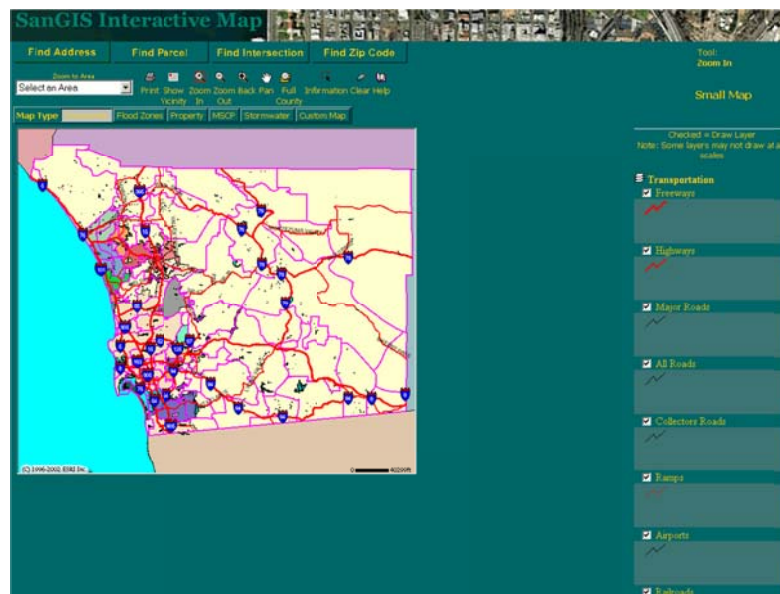 SanGIS Interactive Map
Find Address Find Parcel Find Intersection Find Zip Code
Tool:
Zoom In
Zoom to Area
Select an Area
Print Show Vicinity Zoom In Zoom Out Back Pan Full County Information Clear Help
Small Map
Map Type Flood Zones Property MSCP Stormwater Custom Map
Checked = Draw Layer
Note: Some layers may not draw at a
scales
Transportation
Freeways
Highways
Major Roads
All Roads
Collectors Roads
Ramps
Airports
Railroads
(C) 1996-2002, ESRI Inc.
0 40299ft